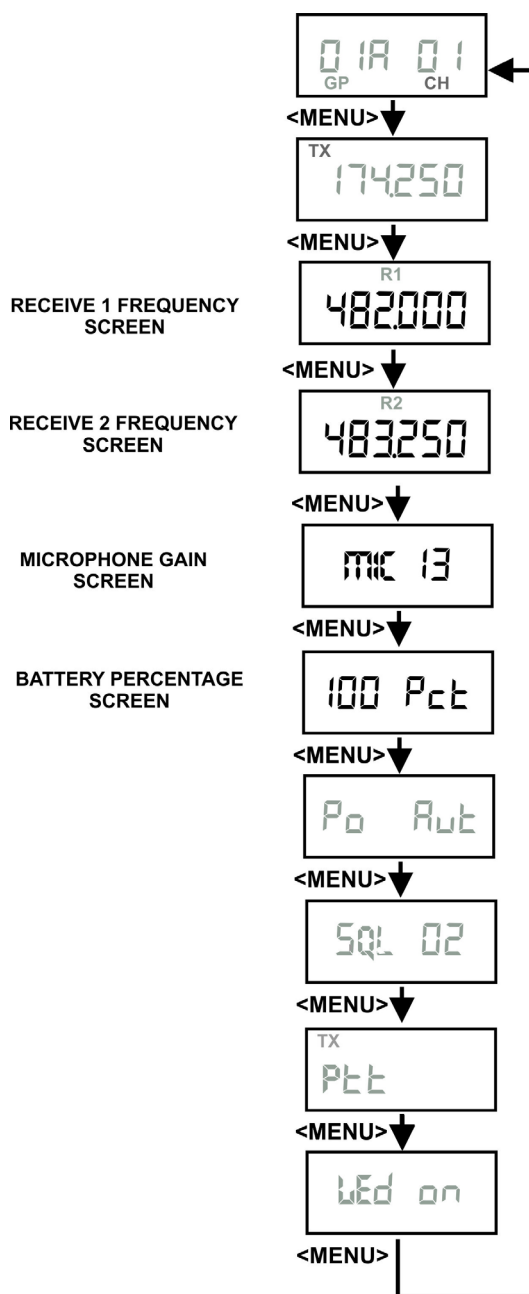 01A 01
GP CH
<MENU>
TX
174.250
<MENU>
R1
RECEIVE 1 FREQUENCY
SCREEN
482.000
<MENU>
R2
RECEIVE 2 FREQUENCY
SCREEN
483.250
<MENU>
MICROPHONE GAIN
SCREEN
MIC 13
<MENU>
BATTERY PERCENTAGE
SCREEN
100 Pct
<MENU>
Po Aut
<MENU>
SQL 02
<MENU>
TX
Ptt
<MENU>
LEd on
<MENU>